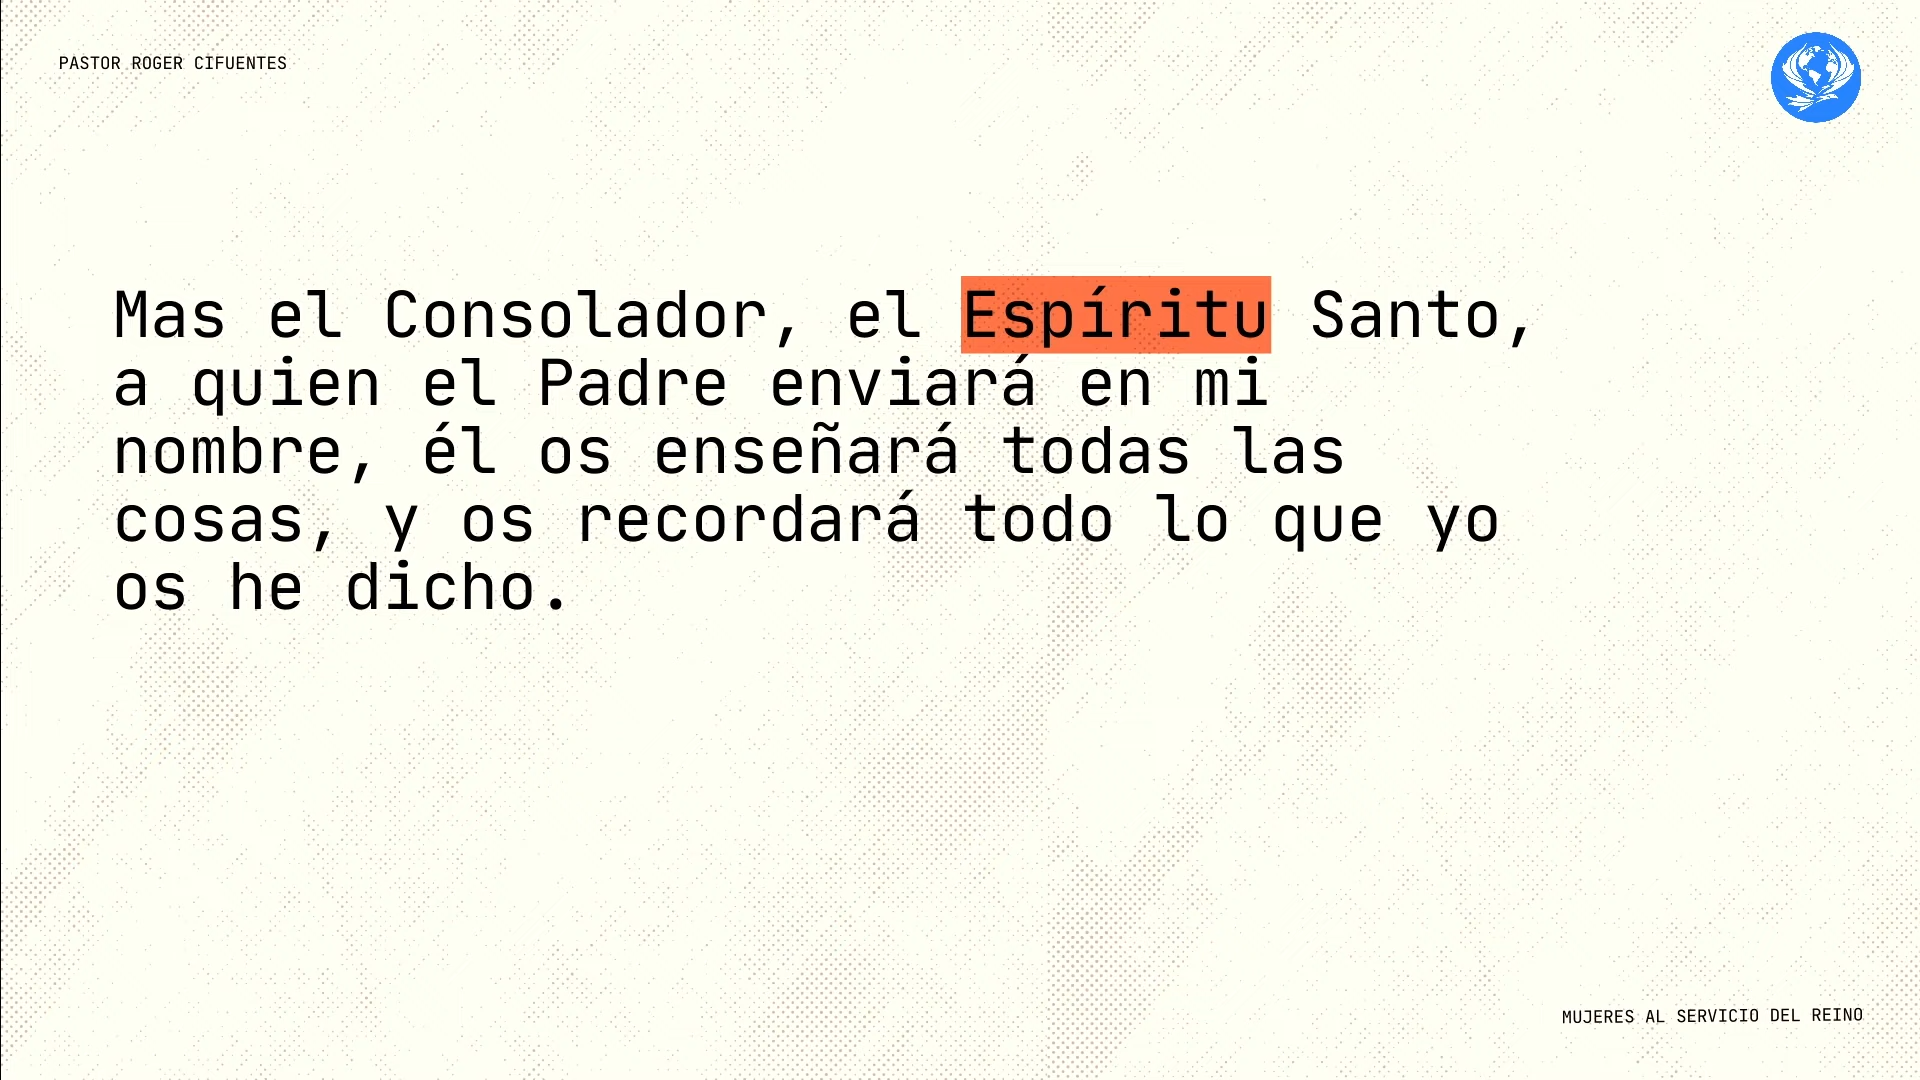 PASTOR ROGER CIFUENTES
Mas el Consolador, el Espíritu Santo,
a quien el Padre enviará en mi
nombre, él os enseñará todas las
cosas, y os recordará todo lo que yo
os he dicho.
MUJERES AL SERVICIO DEL REINO